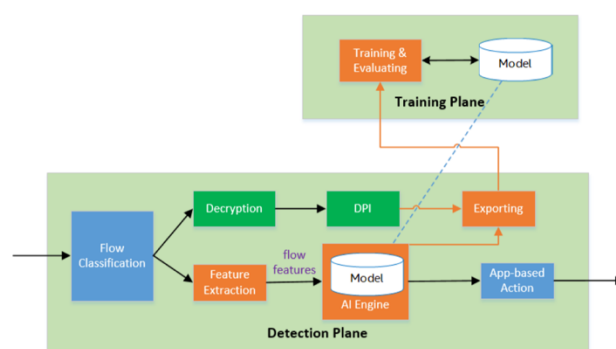 Training &
Evaluating
Model
Training Plane
Decryption
DPI
Exporting
Flow
Classification
flow
features
Feature
Extraction
Model
AI Engine
App-based
Action
Detection Plane